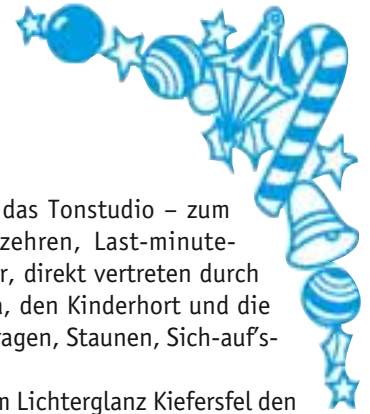 das Tonstudio – zum
zehren, Last-minute-
r, direkt vertreten durch
, den Kinderhort und die
ragen, Staunen, Sich-auf's-
m Lichterglanz Kiefersfel den